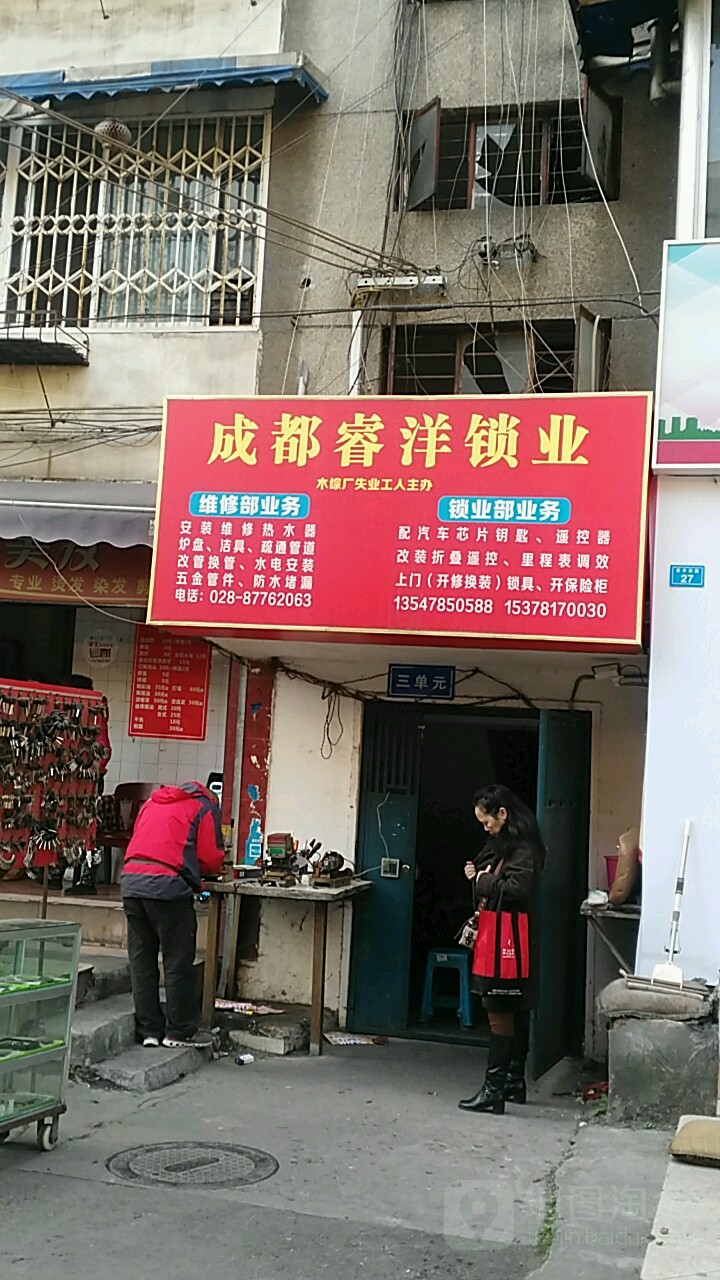 成都睿洋锁业
木综厂失业工人主办
维修部业务
安装维修热水器
炉盘、洁具、疏通管道
改管换管、水电安装
五金管件、防水堵漏
电话：028-87762063
锁业部业务
配汽车芯片钥匙、遥控器
改装折叠遥控、里程表调效
上门（开修换装）锁具、开保险柜
13547850588 15378170030
专业 烫发 染发
三单元
27